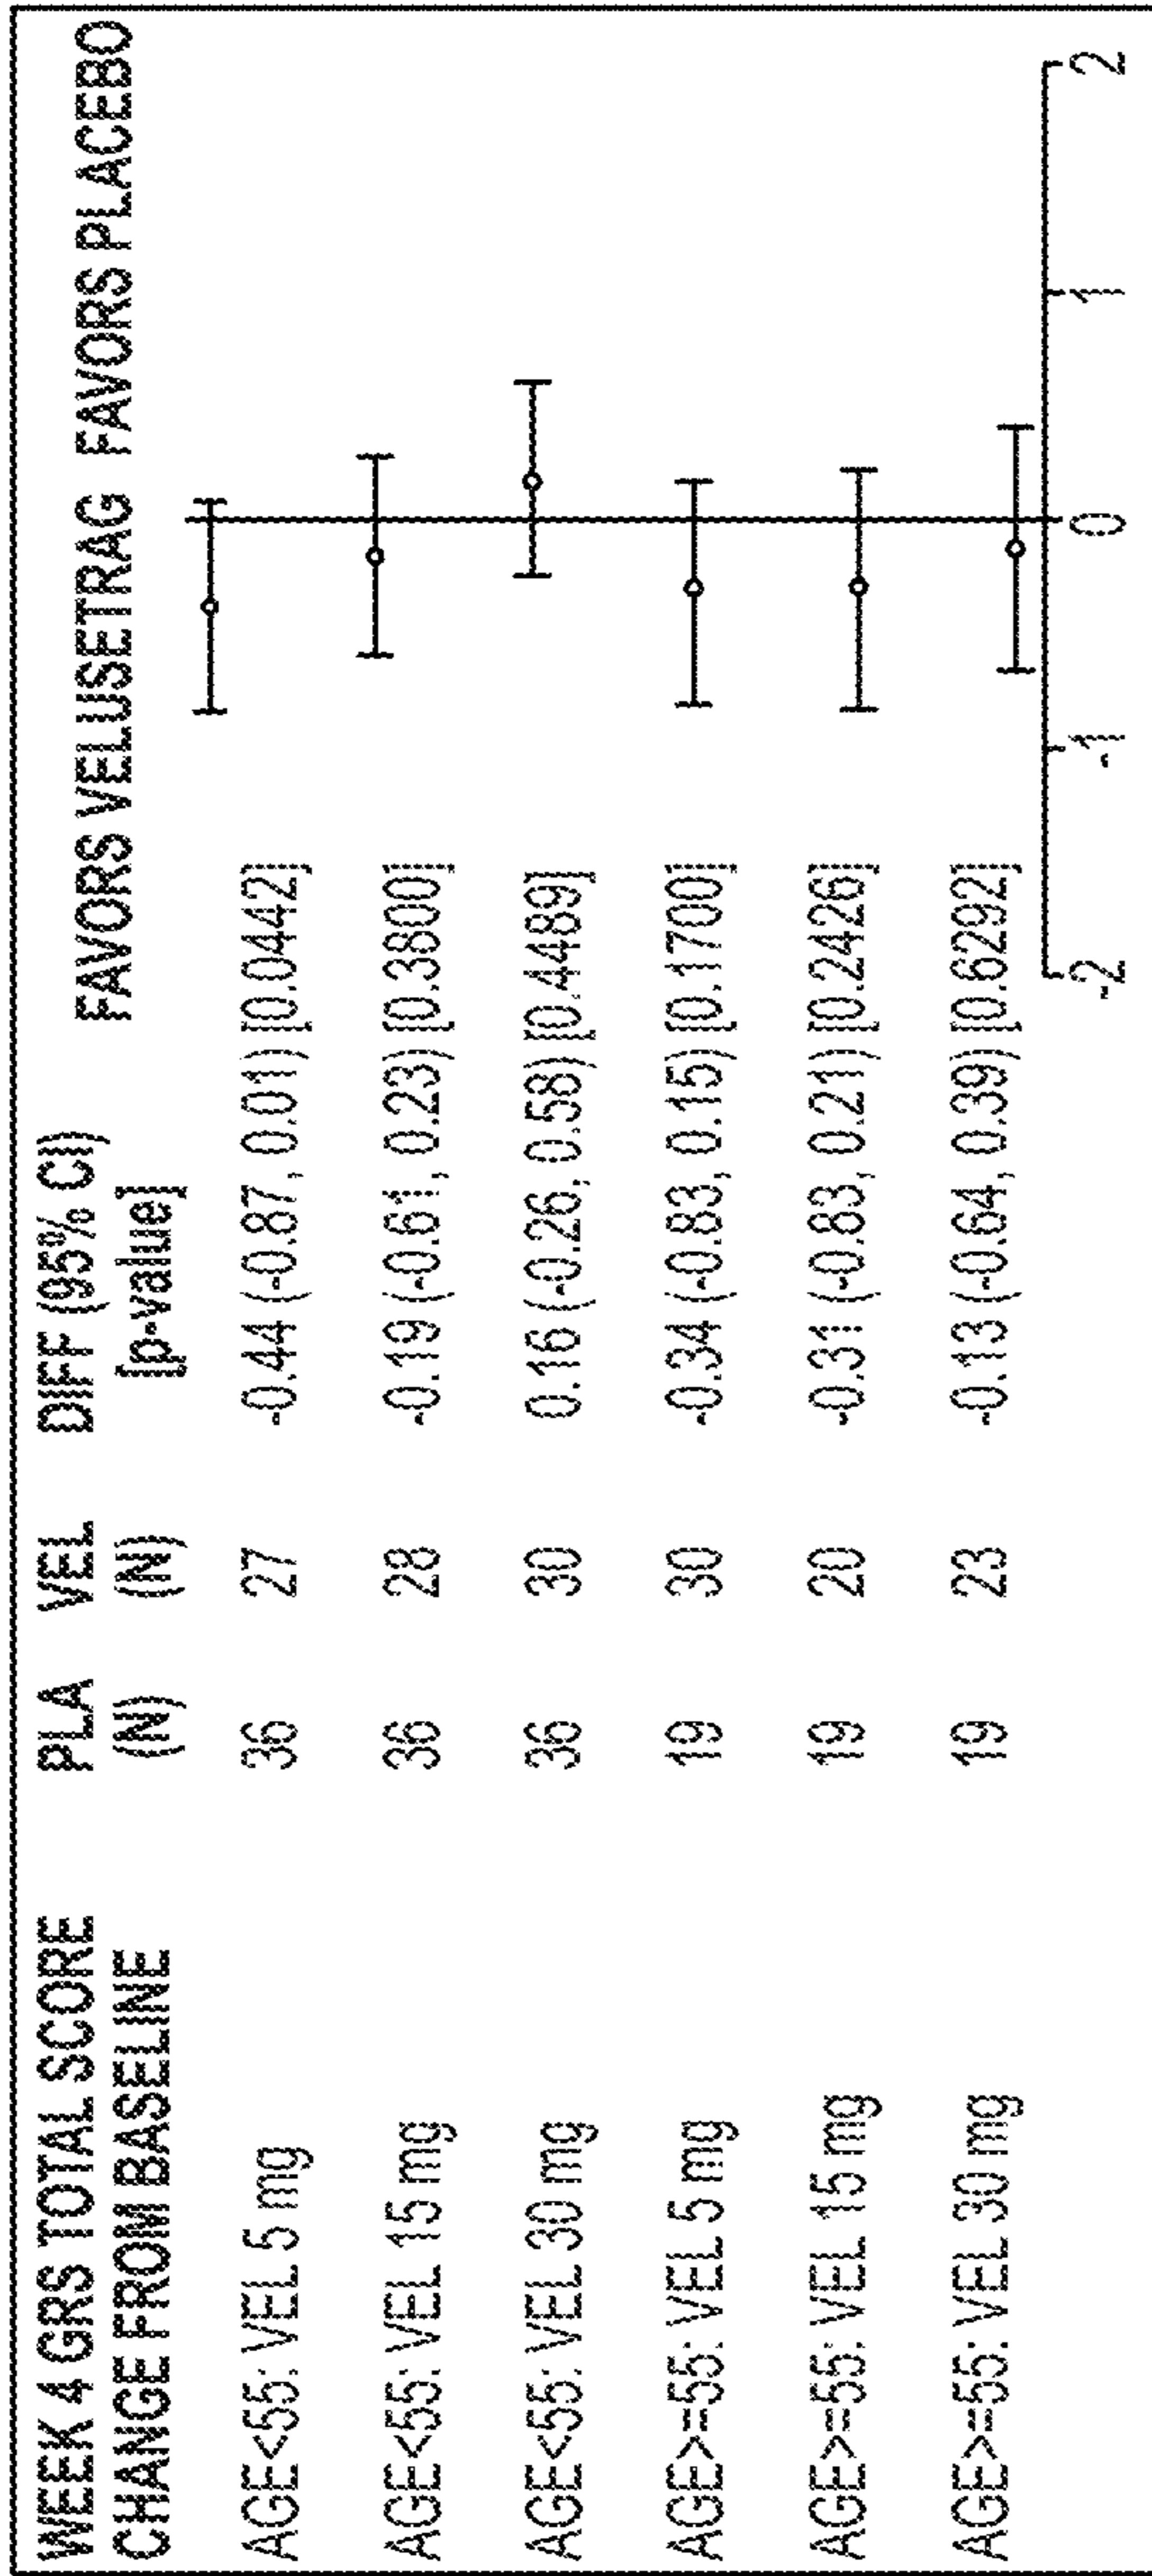 WEEK 4 GRS TOTAL SCORE PLA VEL DIFF (95% CI) FAVORS VELUSETRAG FAVORS PLACEBO
CHANGE FROM BASELINE (N) (N) [p-value]
AGE<55: VEL 5 mg 36 27 -0.44 (-0.87, 0.01) [0.0442]
AGE<55: VEL 15 mg 36 28 -0.19 (-0.61, 0.23) [0.3800]
AGE<55: VEL 30 mg 36 30 0.16 (-0.26, 0.58) [0.4489]
AGE>=55: VEL 5 mg 19 30 -0.34 (-0.83, 0.15) [0.1700]
AGE>=55: VEL 15 mg 19 20 -0.31 (-0.83, 0.21) [0.2426]
AGE>=55: VEL 30 mg 19 23 -0.13 (-0.64, 0.39) [0.6292]
-2 -1 0 1 2